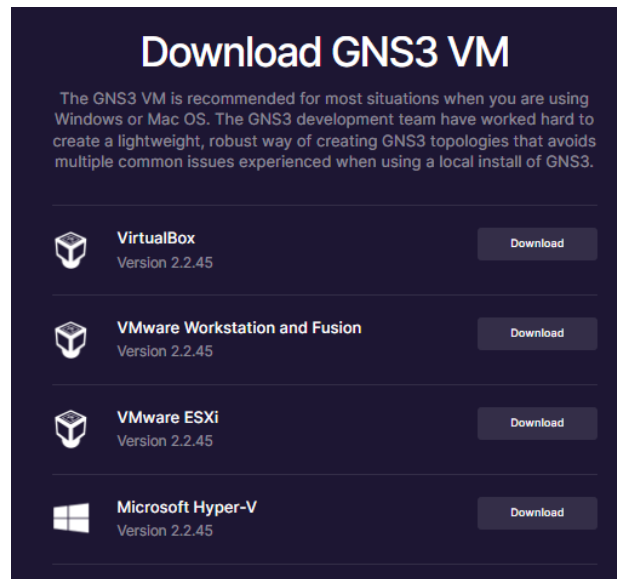 Download GNS3 VM
The GNS3 VM is recommended for most situations when you are using
Windows or Mac OS. The GNS3 development team have worked hard to
create a lightweight, robust way of creating GNS3 topologies that avoids
multiple common issues experienced when using a local install of GNS3.
VirtualBox
Version 2.2.45
Download
VMware Workstation and Fusion
Version 2.2.45
Download
VMware ESXi
Version 2.2.45
Download
Microsoft Hyper-V
Version 2.2.45
Download